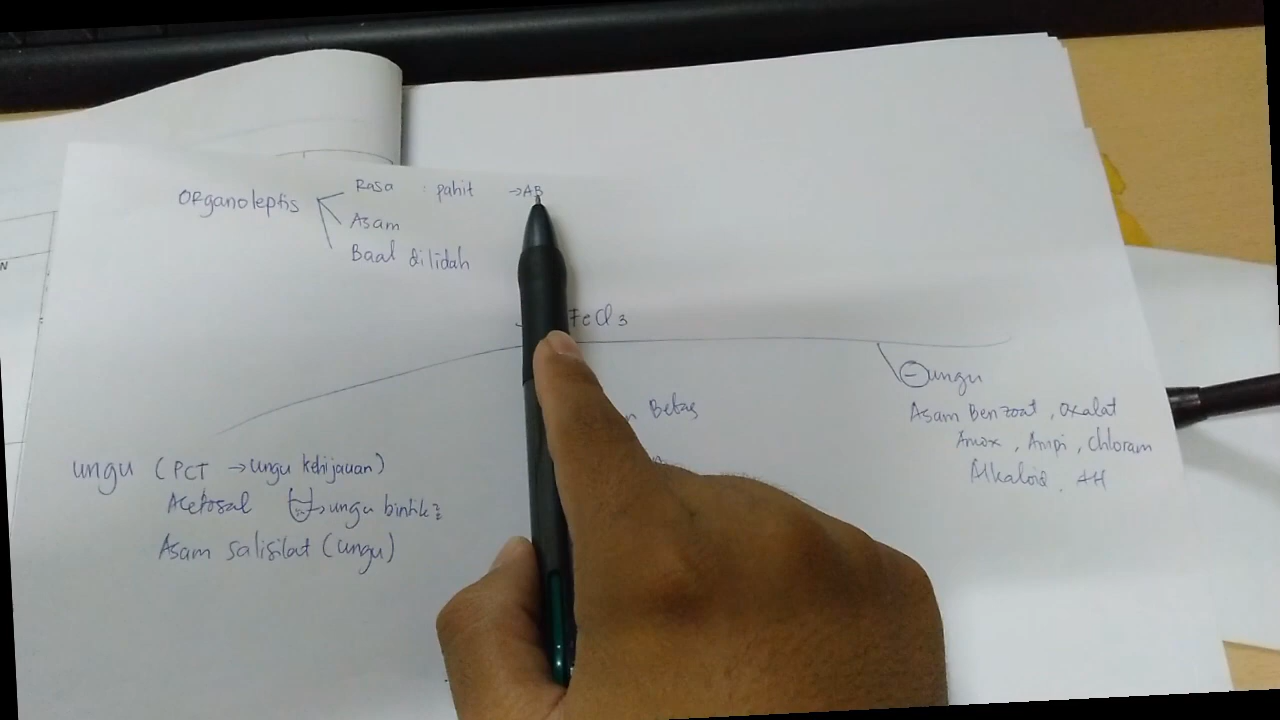 Organoleptis
Rasa : pahit → AB
Asam
Baal dilidah
FeCl3
⊖ ungu
Betas
Asam Benzoat, oxalat
Amox, Ampi, chloram
Alkaloid, AH
ungu (PCT → ungu kehijauan)
Acetosal → ungu bintik2
Asam salisilat (ungu)
N